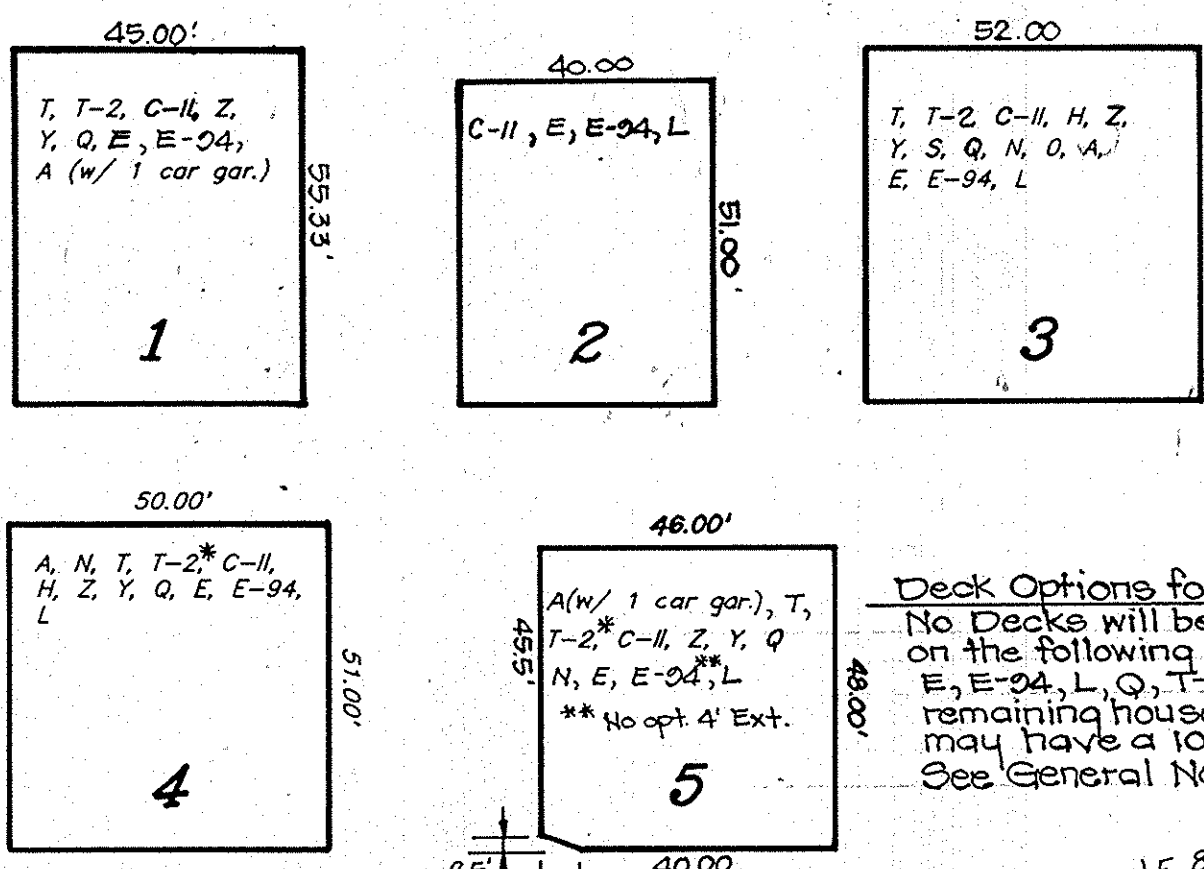 45.00'
T, T-2, C-11, Z,
Y, Q, E, E-94,
A (w/ 1 car gar.)
55.33'
1
40.00
C-11, E, E-94, L
51.00'
2
52.00
T, T-2 C-11, H, Z,
Y, S, Q, N, O, A,
E, E-94, L
3
50.00'
A, N, T, T-2,* C-11,
H, Z, Y, Q, E, E-94,
L
51.00'
4
46.00'
A(w/ 1 car gar.), T,
T-2,* C-11, Z, Y, Q
N, E, E-94**, L
** No opt. 4' Ext.
45.5'
48.00'
5
40.00
Deck Options fo
No Decks will be
on the following
E, E-94, L, Q, T-
remaining house
may have a 10
See General No